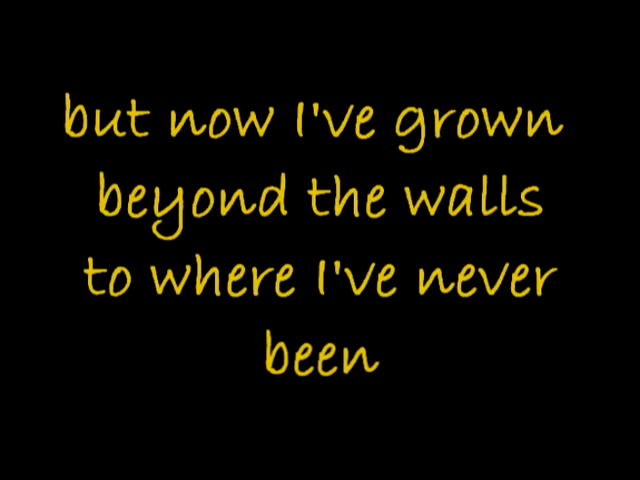 but now I've grown
beyond the walls
to where I've never
been